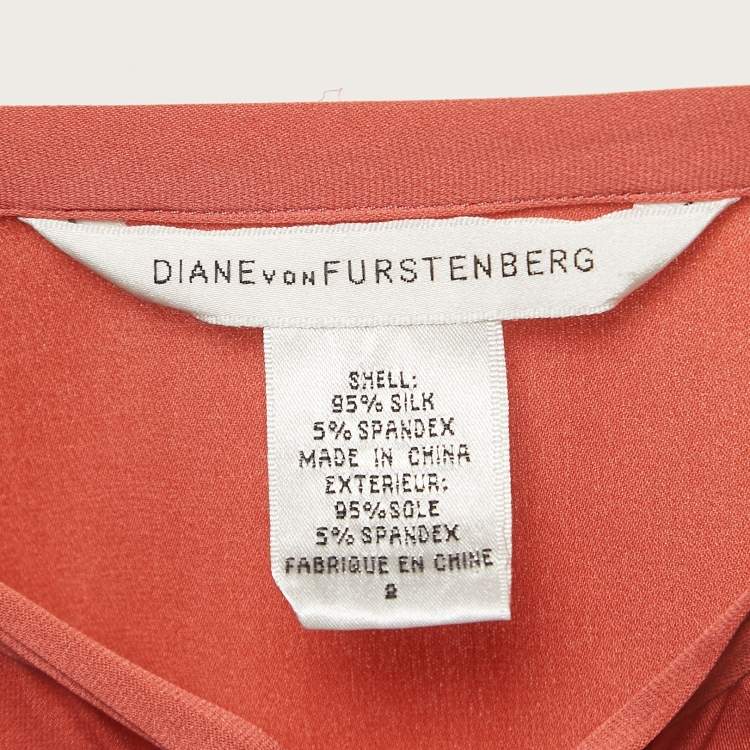 DIANE VON FURSTENBERG
SHELL:
95% SILK
5% SPANDEX
MADE IN CHINA
EXTERIEUR:
95% SOLE
5% SPANDEX
FABRIQUE EN CHINE
2